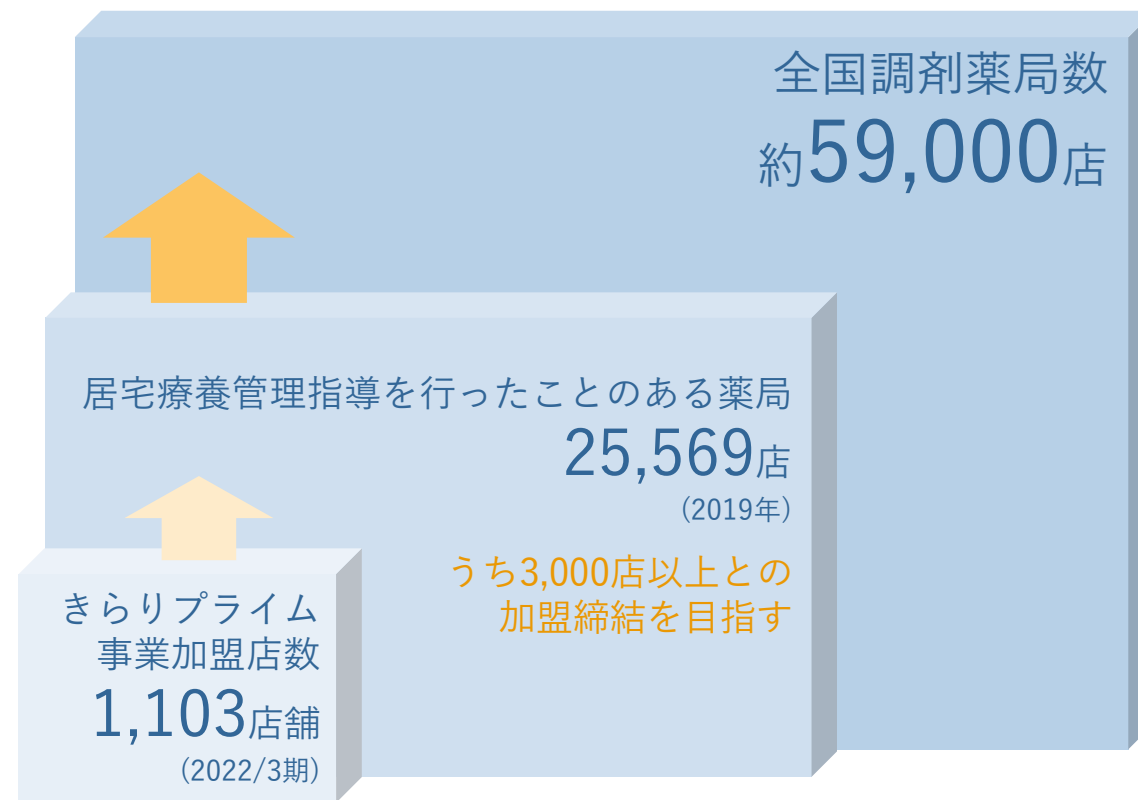 全国調剤薬局数
約59,000店
居宅療養管理指導を行ったことのある薬局
25,569店
(2019年)
うち3,000店以上との
加盟締結を目指す
きらりプライム
事業加盟店数
1,103店舗
(2022/3期)